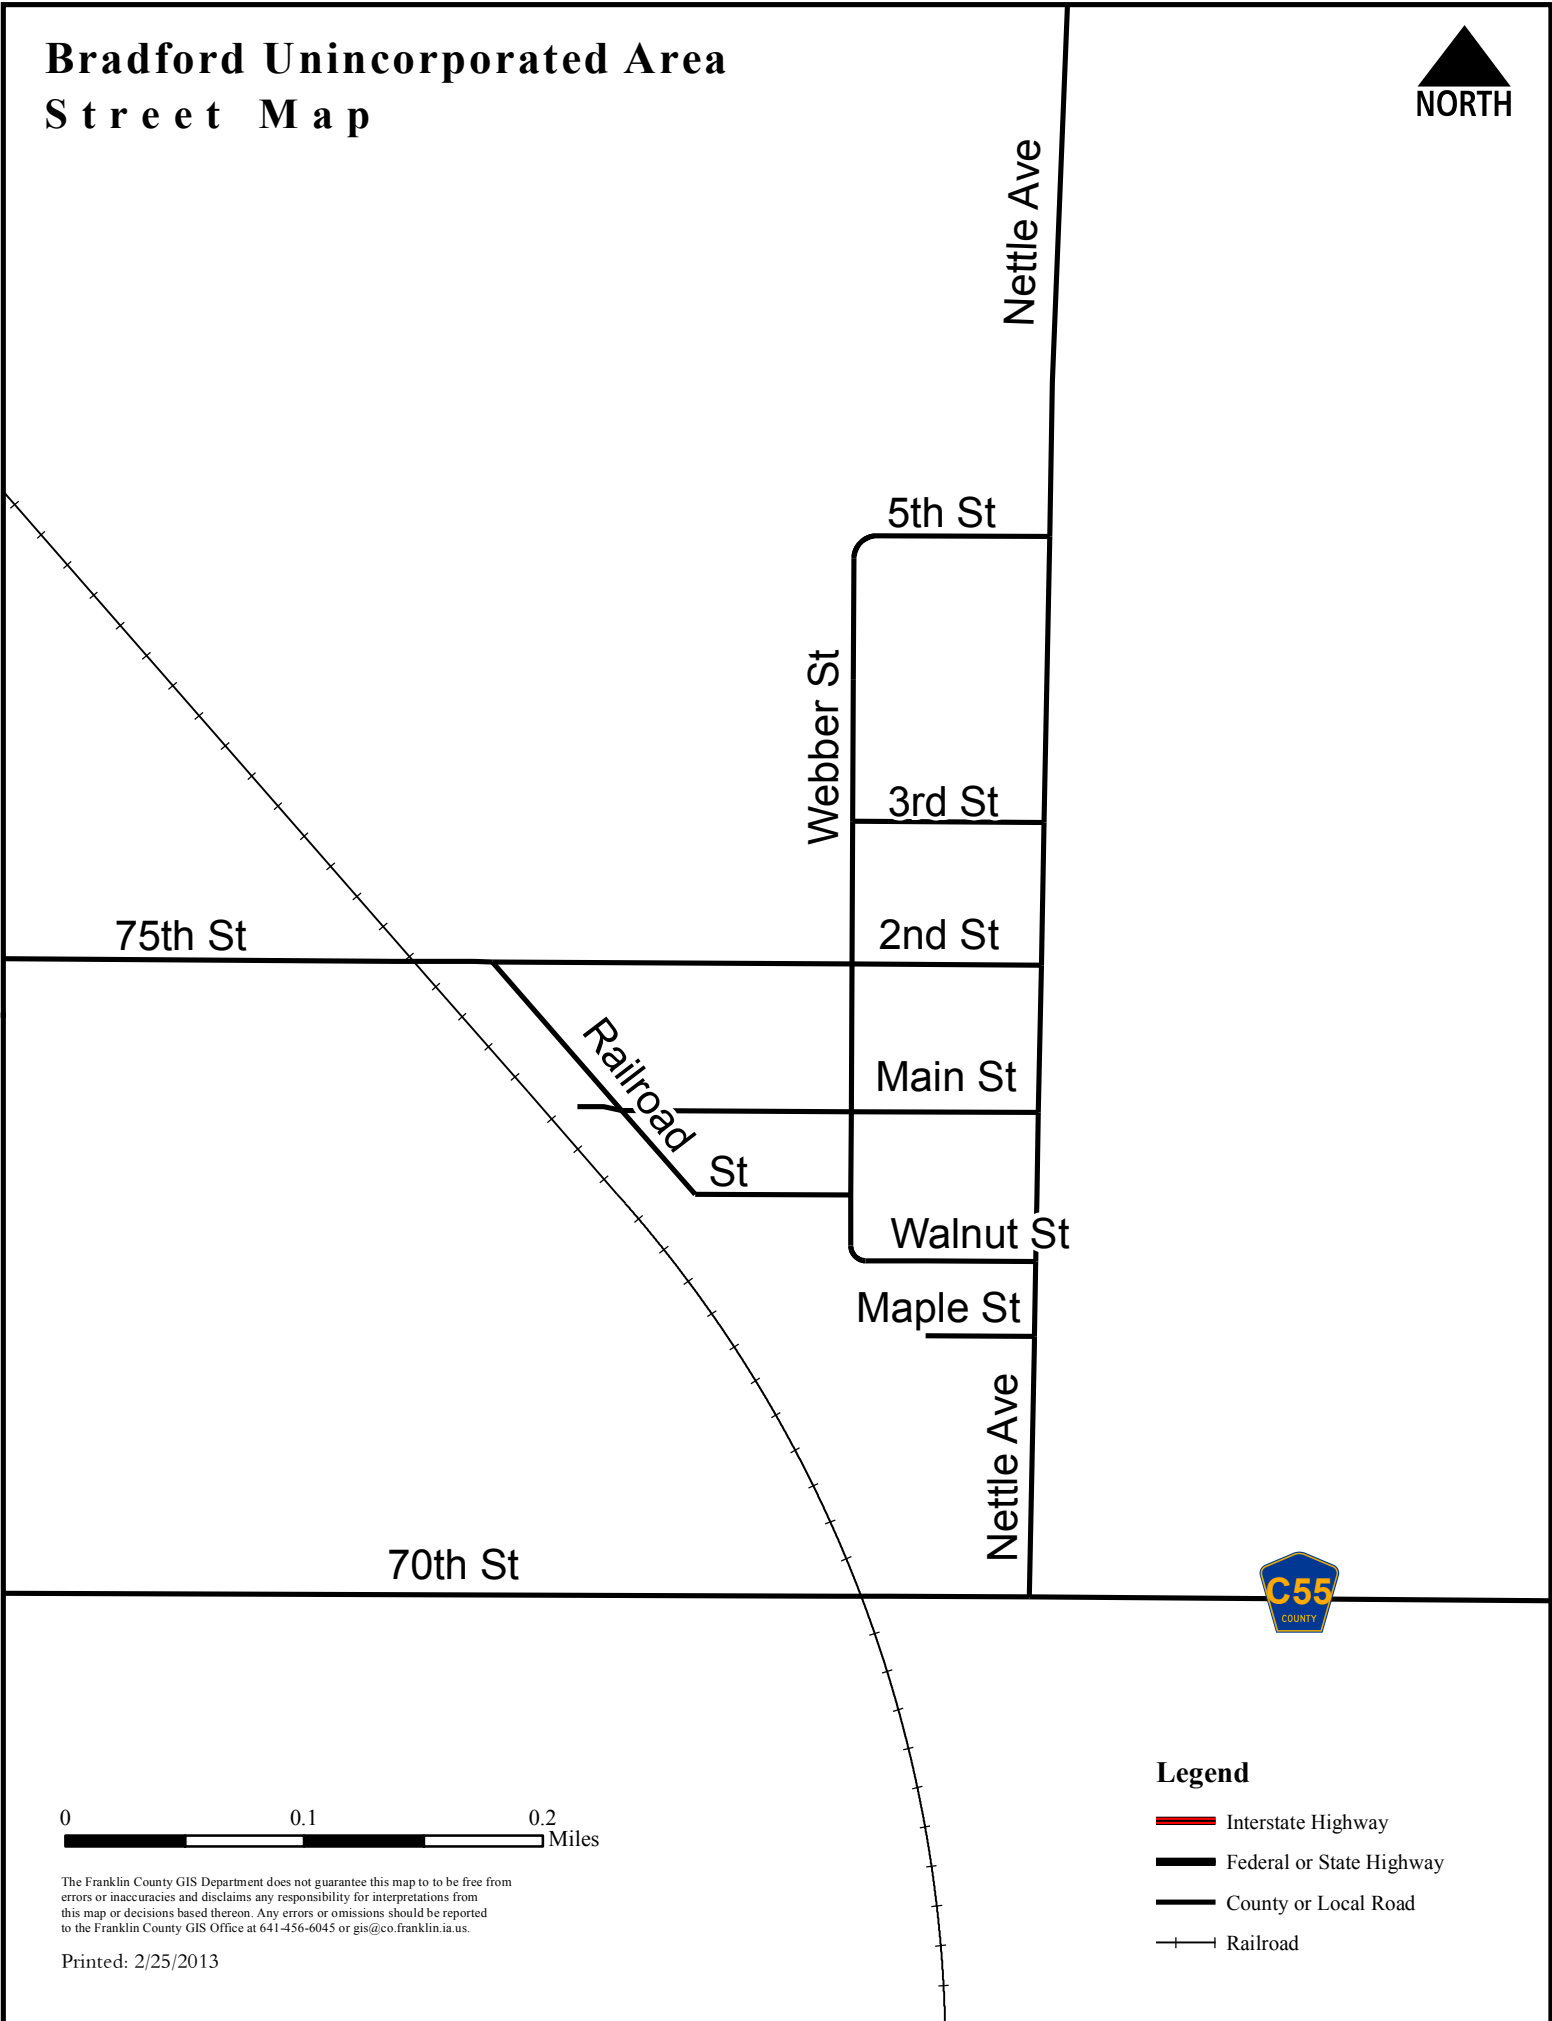 Bradford Unincorporated Area
Street Map
NORTH
Nettle Ave
5th St
Webber St
3rd St
75th St
2nd St
Railroad St
Main St
Walnut St
Maple St
Nettle Ave
70th St
C55
COUNTY
Legend
Interstate Highway
Federal or State Highway
County or Local Road
Railroad
0 0.1 0.2
Miles
The Franklin County GIS Department does not guarantee this map to to be free from
errors or inaccuracies and disclaims any responsibility for interpretations from
this map or decisions based thereon. Any errors or omissions should be reported
to the Franklin County GIS Office at 641-456-6045 or gis@co.franklin.ia.us.
Printed: 2/25/2013